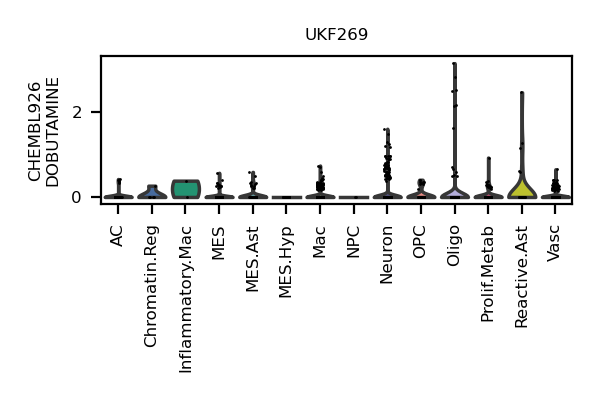 UKF269
CHEMBL926
DOBUTAMINE
2
0
AC
Chromatin.Reg
Inflammatory.Mac
MES
MES.Ast
MES.Hyp
Mac
NPC
Neuron
OPC
Oligo
Prolif.Metab
Reactive.Ast
Vasc